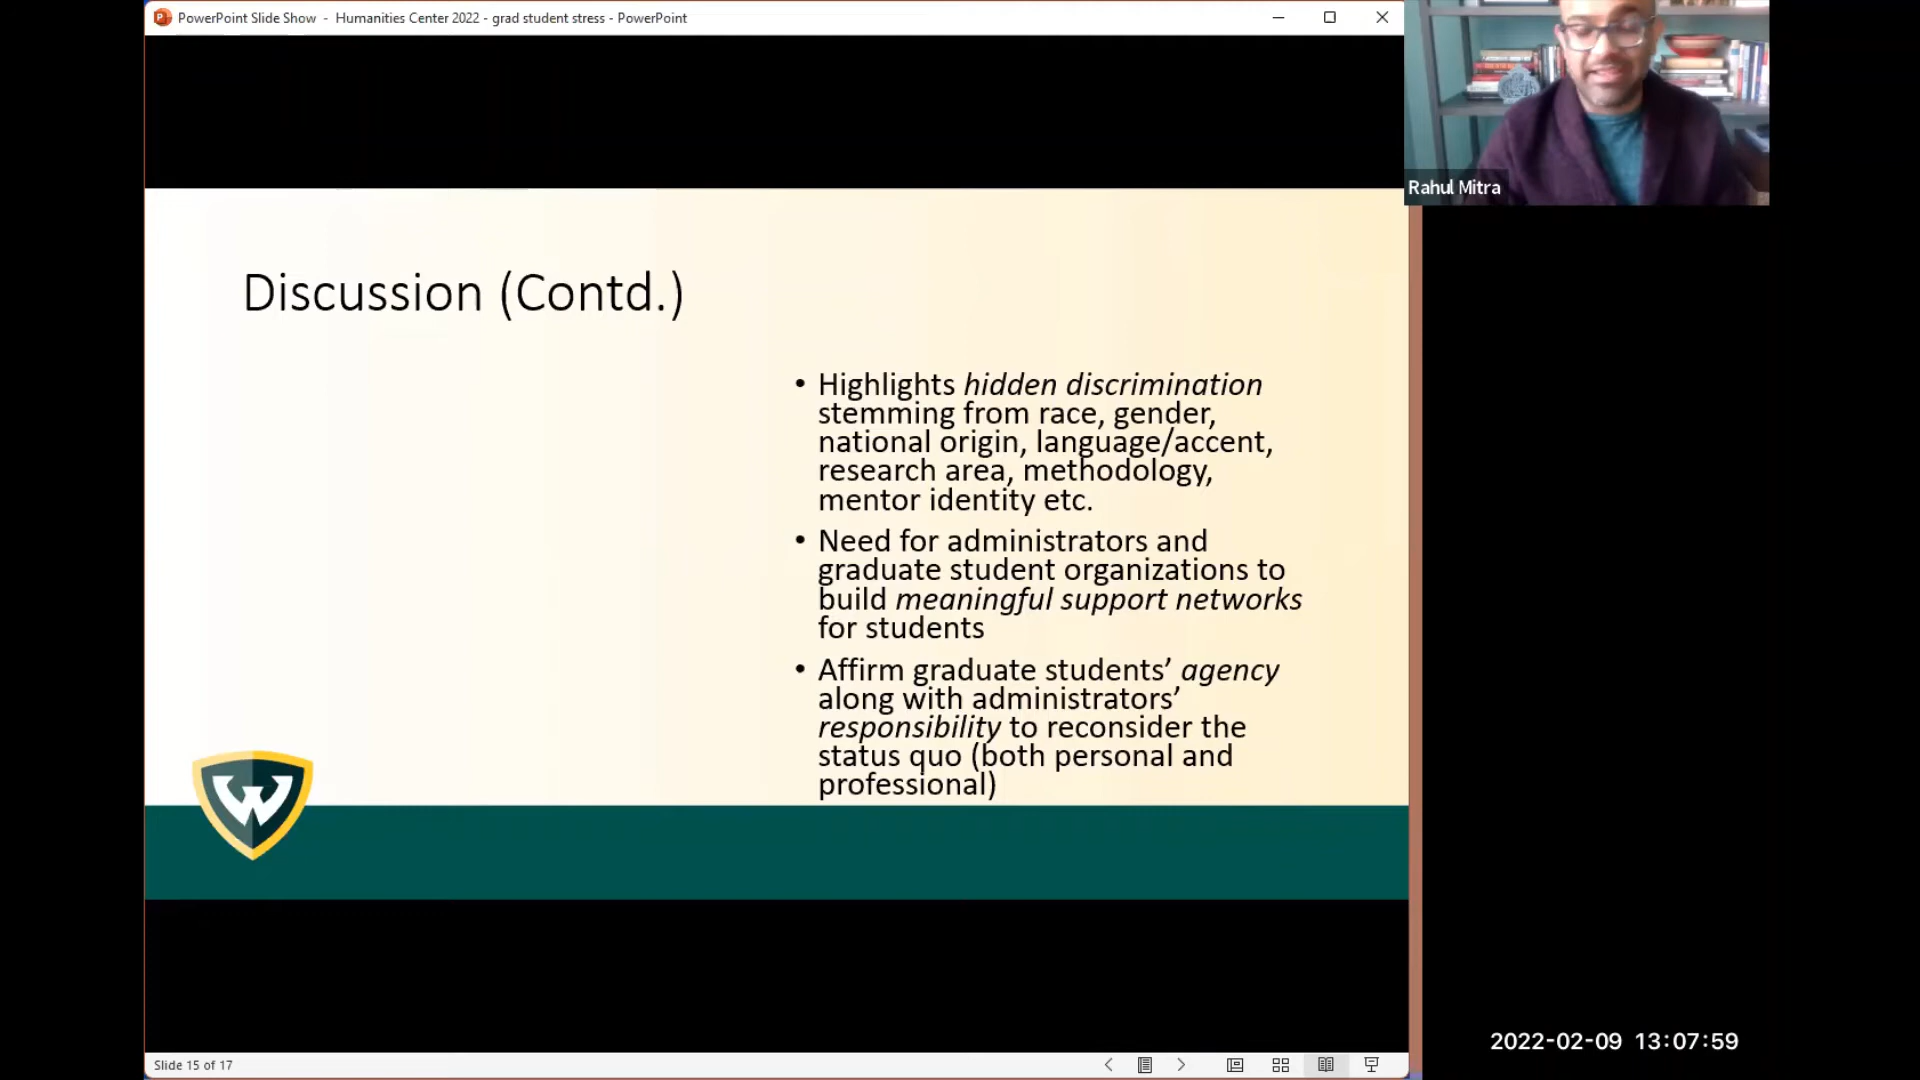 PowerPoint Slide Show - Humanities Center 2022 - grad student stress - PowerPoint
Rahul Mitra
Discussion (Contd.)
• Highlights hidden discrimination
stemming from race, gender,
national origin, language/accent,
research area, methodology,
mentor identity etc.
• Need for administrators and
graduate student organizations to
build meaningful support networks
for students
• Affirm graduate students’ agency
along with administrators’
responsibility to reconsider the
status quo (both personal and
professional)
W
2022-02-09 13:07:59
Slide 15 of 17